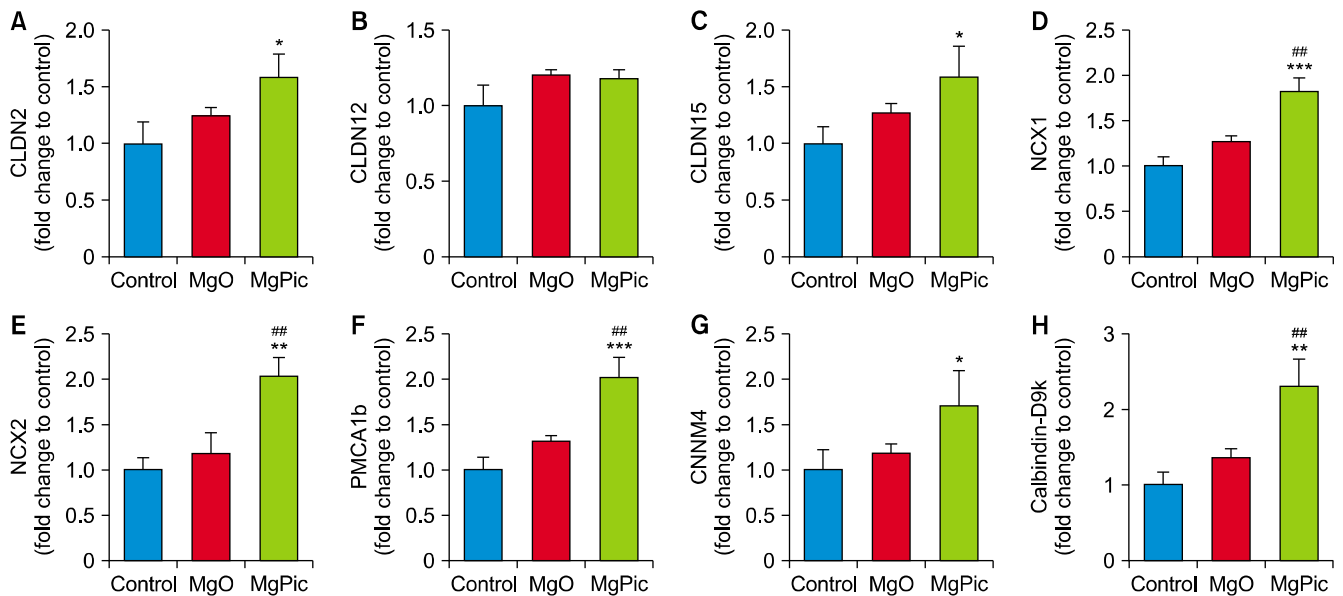 A
CLDN2
(fold change to control)
2.0
1.5
1.0
0.5
0
*
Control MgO MgPic
B
CLDN12
(fold change to control)
1.5
1.0
0.5
0
Control MgO MgPic
C
CLDN15
(fold change to control)
2.0
1.5
1.0
0.5
0
*
Control MgO MgPic
D
NCX1
(fold change to control)
2.5
2.0
1.5
1.0
0.5
0
##
***
Control MgO MgPic
E
NCX2
(fold change to control)
2.5
2.0
1.5
1.0
0.5
0
##
**
Control MgO MgPic
F
PMCA1b
(fold change to control)
2.5
2.0
1.5
1.0
0.5
0
##
***
Control MgO MgPic
G
CNNM4
(fold change to control)
2.5
2.0
1.5
1.0
0.5
0
*
Control MgO MgPic
H
Calbindin-D9k
(fold change to control)
3
2
1
0
##
**
Control MgO MgPic